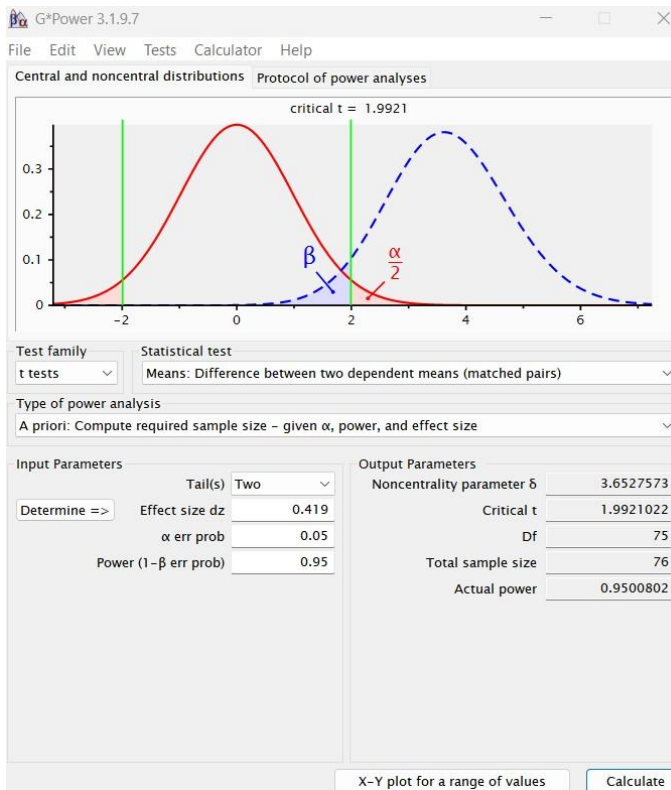 βα G*Power 3.1.9.7
File Edit View Tests Calculator Help
Central and noncentral distributions Protocol of power analyses
critical t = 1.9921
0.3
0.2
0.1
0
β
α
2
-2 0 2 4 6
Test family Statistical test
t tests Means: Difference between two dependent means (matched pairs)
Type of power analysis
A priori: Compute required sample size - given α, power, and effect size
Input Parameters
Tail(s) Two
Determine => Effect size dz 0.419
α err prob 0.05
Power (1-β err prob) 0.95
Output Parameters
Noncentrality parameter δ 3.6527573
Critical t 1.9921022
Df 75
Total sample size 76
Actual power 0.9500802
X-Y plot for a range of values Calculate